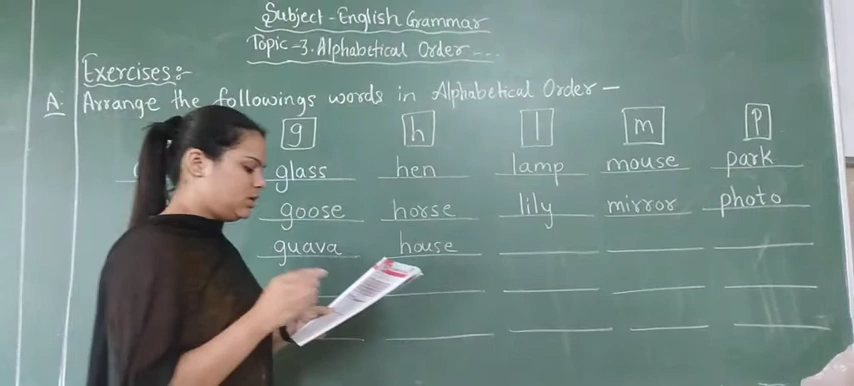 Subject - English Grammar
Topic - 3. Alphabetical Order ---
Exercises:-
A. Arrange the followings words in Alphabetical Order -
g h l m p
glass hen lamp mouse park
goose horse lily mirror photo
guava house